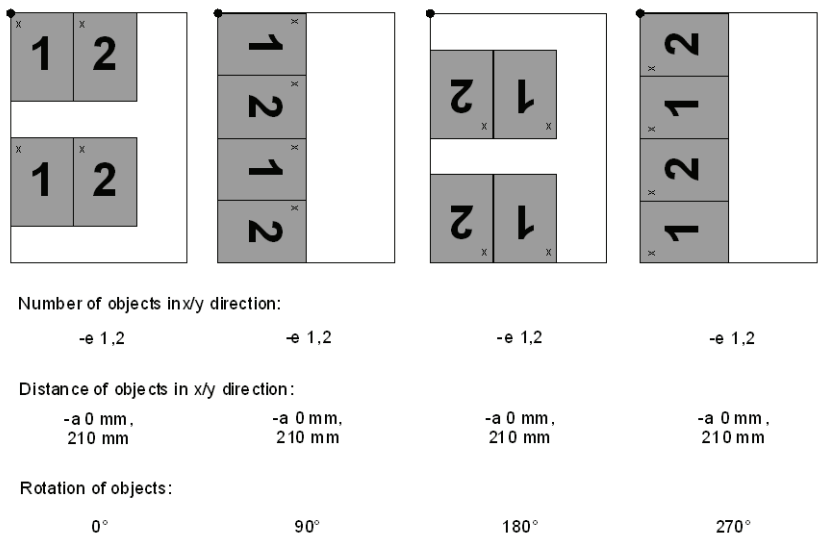 x x x x
1 2 1 2 2
2 1 1
x x x x
1 2 1 2 2
2 2 1 1
Number of objects in x/y direction:
-e 1,2 -e 1,2 -e 1,2 -e 1,2
Distance of objects in x/y direction:
-a 0 mm, -a 0 mm, -a 0 mm, -a 0 mm,
210 mm 210 mm 210 mm 210 mm
Rotation of objects:
0° 90° 180° 270°